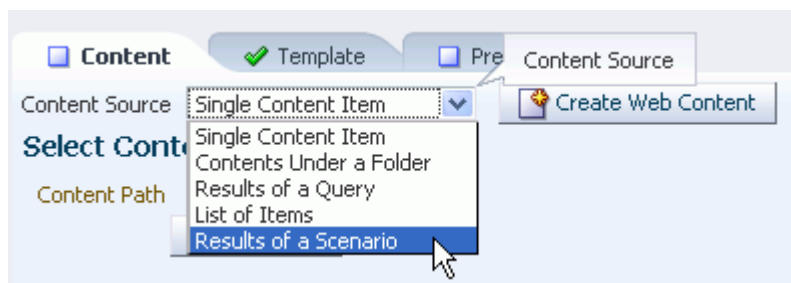 Content
Template
Pre
Content Source
Content Source
Single Content Item
Create Web Content
Select Cont
Single Content Item
Contents Under a Folder
Content Path
Results of a Query
List of Items
Results of a Scenario